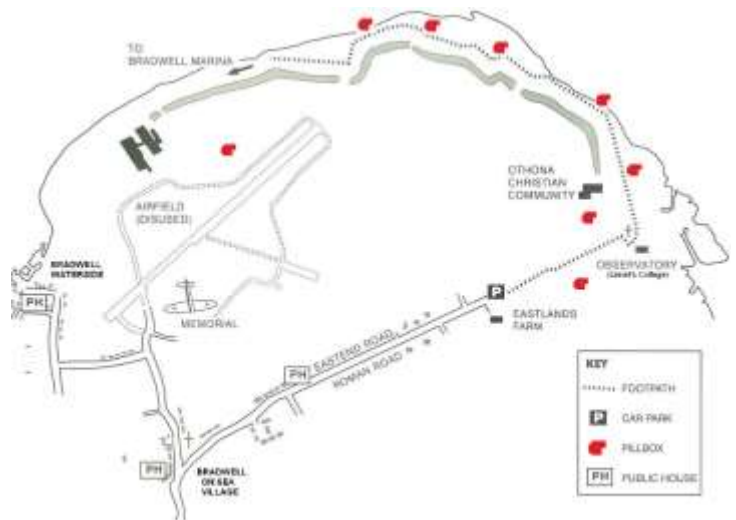 TO
BRADWELL MARINA
OTHONA
CHRISTIAN
COMMUNITY
AIRFIELD
(DISUSED)
BRADWELL
WATERSIDE
PH
MEMORIAL
OBSERVATORY
P
EASTLANDS
FARM
EASTEND ROAD
ROMAN ROAD
PH
PH
BRADWELL
ON SEA
VILLAGE
KEY
FOOTPATH
P CAR PARK
PILLBOX
PH PUBLIC HOUSE